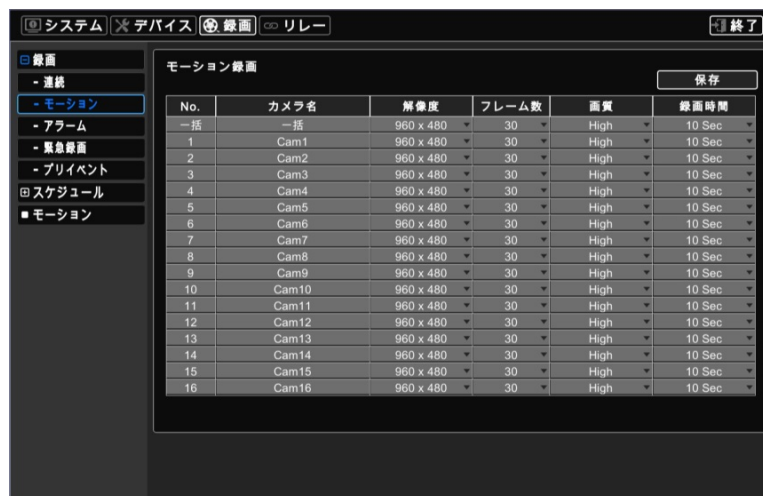 システム デバイス 録画 リレー 終了
録画
- 連続
- モーション
- アラーム
- 緊急録画
- プリイベント
スケジュール
モーション
モーション録画
保存
No. カメラ名 解像度 フレーム数 画質 録画時間
一括 一括 960 x 480 30 High 10 Sec
1 Cam1 960 x 480 30 High 10 Sec
2 Cam2 960 x 480 30 High 10 Sec
3 Cam3 960 x 480 30 High 10 Sec
4 Cam4 960 x 480 30 High 10 Sec
5 Cam5 960 x 480 30 High 10 Sec
6 Cam6 960 x 480 30 High 10 Sec
7 Cam7 960 x 480 30 High 10 Sec
8 Cam8 960 x 480 30 High 10 Sec
9 Cam9 960 x 480 30 High 10 Sec
10 Cam10 960 x 480 30 High 10 Sec
11 Cam11 960 x 480 30 High 10 Sec
12 Cam12 960 x 480 30 High 10 Sec
13 Cam13 960 x 480 30 High 10 Sec
14 Cam14 960 x 480 30 High 10 Sec
15 Cam15 960 x 480 30 High 10 Sec
16 Cam16 960 x 480 30 High 10 Sec